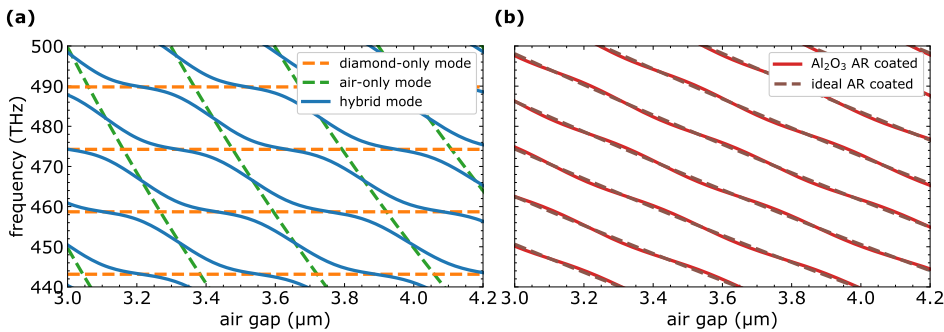 (a)
(b)
500
490
480
470
460
450
440
frequency (THz)
diamond-only mode
air-only mode
hybrid mode
Al₂O₃ AR coated
ideal AR coated
3.0 3.2 3.4 3.6 3.8 4.0 4.2
3.0 3.2 3.4 3.6 3.8 4.0 4.2
air gap (μm)
air gap (μm)